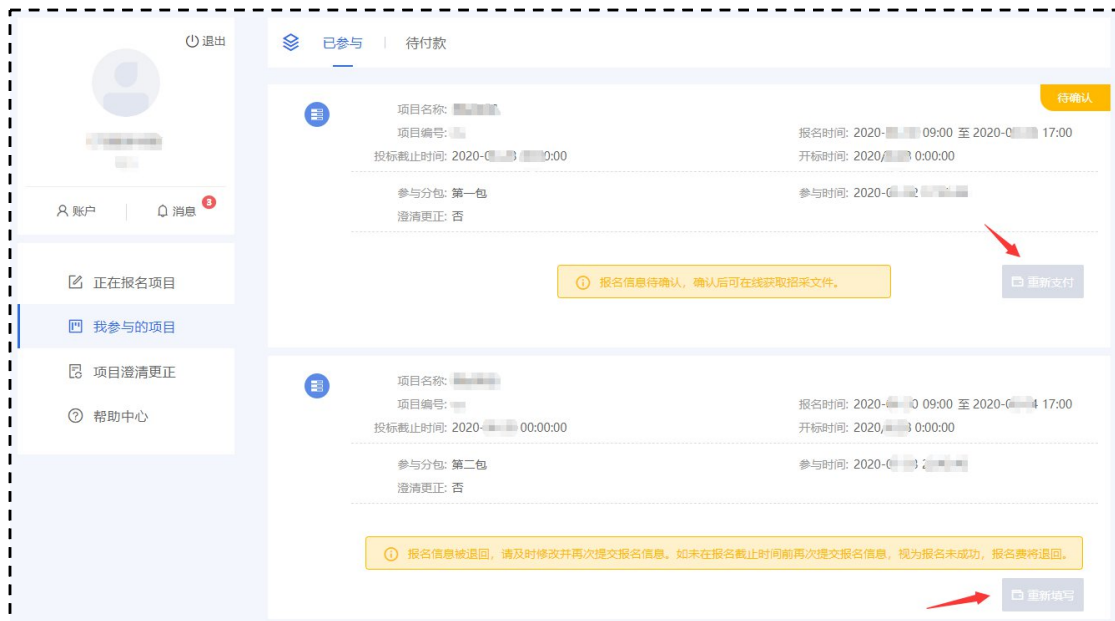 退出
账户
消息
3
正在报名项目
我参与的项目
项目澄清更正
帮助中心
已参与
待付款
待确认
项目名称:
项目编号:
报名时间: 2020- 09:00 至 2020-0 17:00
投标截止时间: 2020-0 0:00
开标时间: 2020/ 0:00:00
参与分包: 第一包
参与时间: 2020-0
澄清更正: 否
报名信息待确认，确认后可在线获取招采文件。
重新支付
项目名称:
项目编号:
报名时间: 2020- 0 09:00 至 2020-0 4 17:00
投标截止时间: 2020- 00:00:00
开标时间: 2020/ 0:00:00
参与分包: 第二包
参与时间: 2020-0
澄清更正: 否
报名信息被退回，请及时修改并再次提交报名信息。如未在报名截止时间前再次提交报名信息，视为报名未成功，报名费将退回。
重新填写